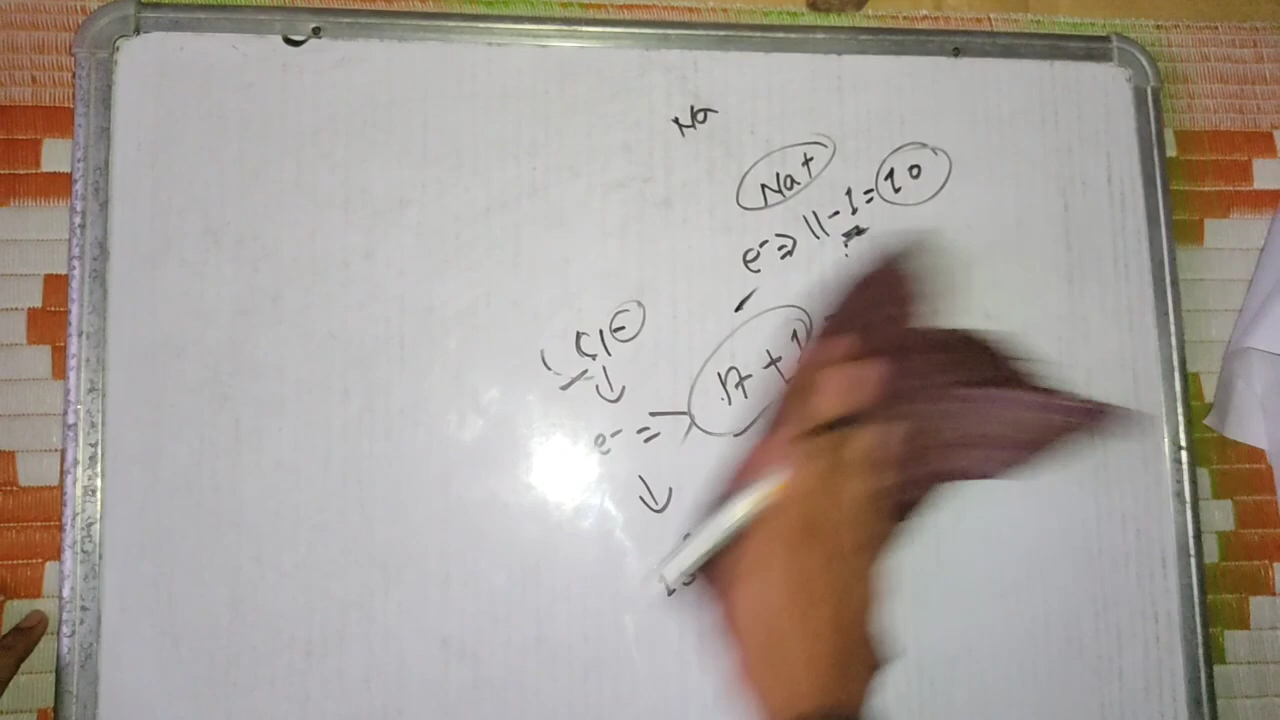 Na
Na+
e- => 11-1=10
Cl-
e- =
17+1